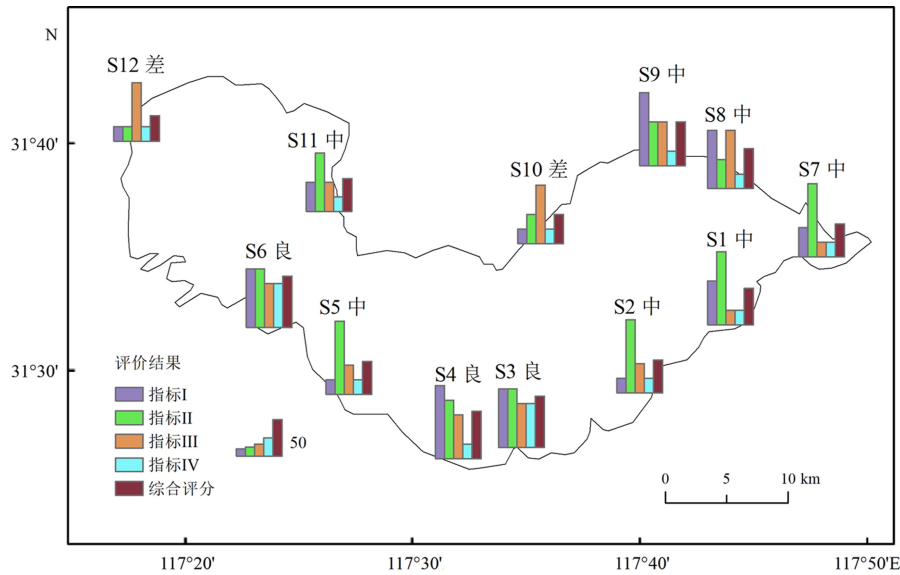 N
S12 差
S9 中
S8 中
31°40'
S11 中
S10 差
S7 中
S6 良
S1 中
S5 中
S2 中
31°30'
评价结果
S4 良
S3 良
指标I
指标II
指标III
50
指标IV
综合评分
0 5 10 km
117°20' 117°30' 117°40' 117°50'E